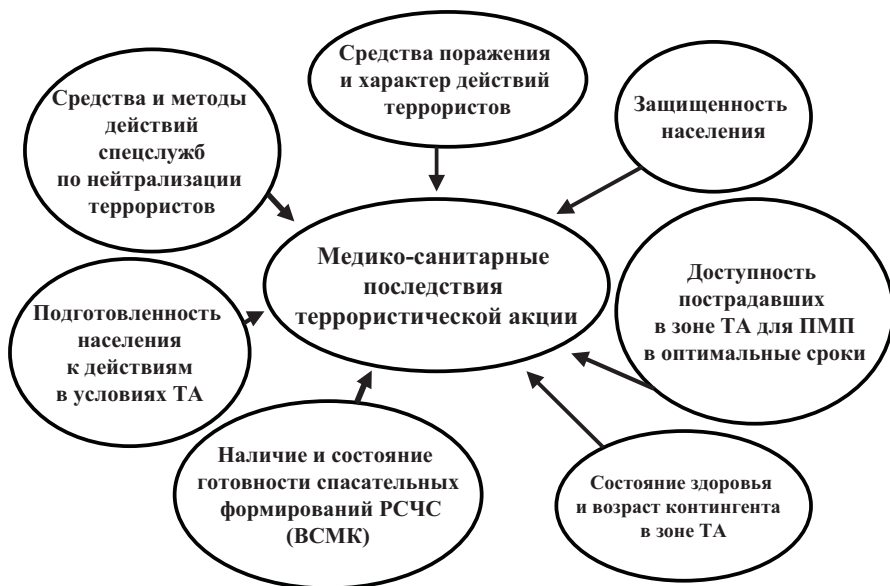 Средства поражения
и характер действий
террористов
Средства и методы
действий
спецслужб
по нейтрализации
террористов
Защищенность
населения
Медико-санитарные
последствия
террористической акции
Доступность
пострадавших
в зоне ТА для ПМП
в оптимальные сроки
Подготовленность
населения
к действиям
в условиях ТА
Наличие и состояние
готовности спасательных
формирований РСЧС
(ВСМК)
Состояние здоровья
и возраст контингента
в зоне ТА